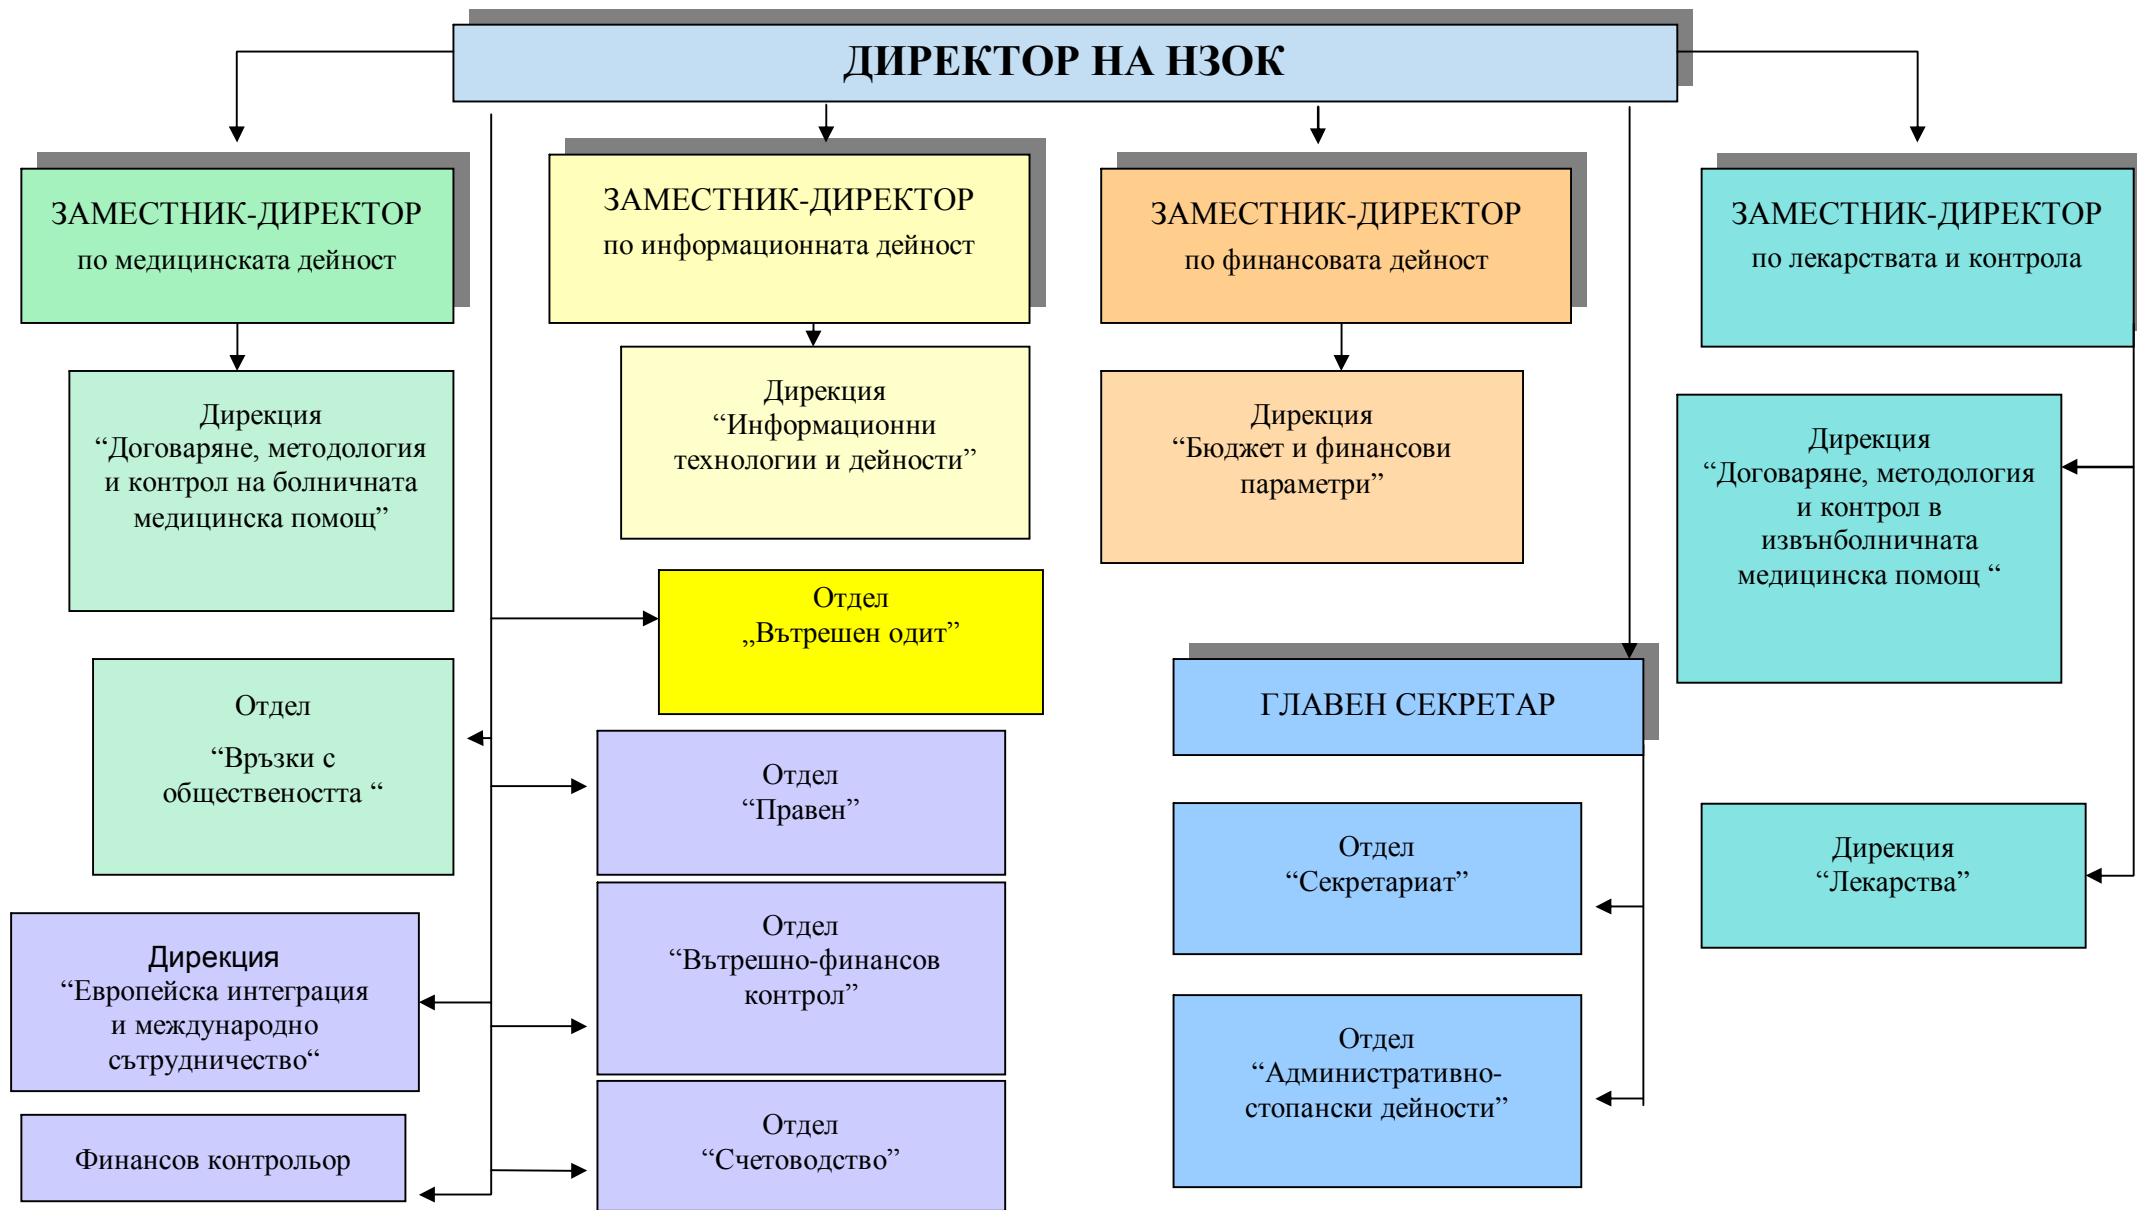 ДИРЕКТОР НА НЗОК
ЗАМЕСТНИК-ДИРЕКТОР
по медицинската дейност
ЗАМЕСТНИК-ДИРЕКТОР
по информационната дейност
ЗАМЕСТНИК-ДИРЕКТОР
по финансовата дейност
ЗАМЕСТНИК-ДИРЕКТОР
по лекарствата и контрола
Дирекция
“Договаряне, методология
и контрол на болничната
медицинска помощ”
Дирекция
“Информационни
технологии и дейности”
Дирекция
“Бюджет и финансови
параметри”
Дирекция
“Договаряне, методология
и контрол в
извънболничната
медицинска помощ “
Отдел
„Вътрешен одит”
Отдел
“Връзки с
обществеността “
ГЛАВЕН СЕКРЕТАР
Отдел
“Правен”
Отдел
“Секретариат”
Дирекция
“Лекарства”
Дирекция
“Европейска интеграция
и международно
сътрудничество“
Отдел
“Вътрешно-финансов
контрол”
Отдел
“Административно-
стопански дейности”
Финансов контрольор
Отдел
“Счетоводство”